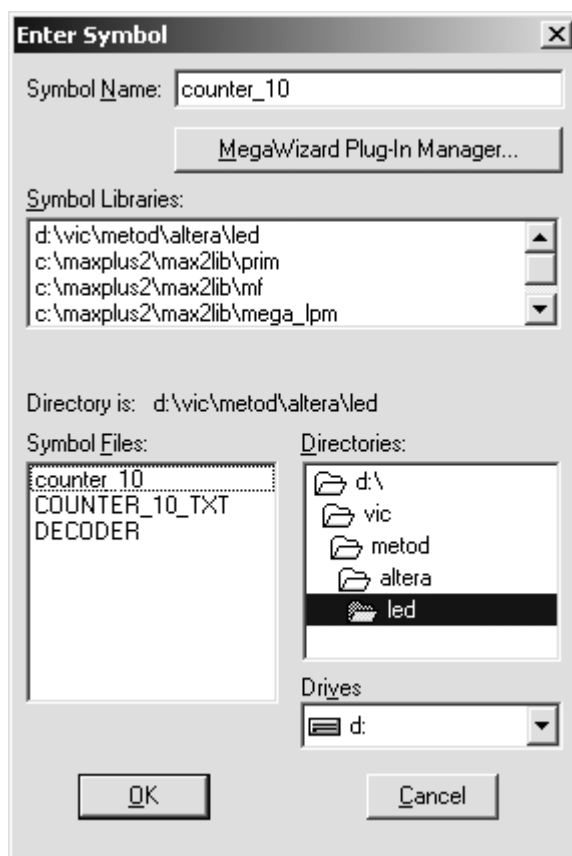 Enter Symbol
Symbol Name: counter_10
MegaWizard Plug-In Manager...
Symbol Libraries:
d:\vic\metod\altera\led
c:\maxplus2\max2lib\prim
c:\maxplus2\max2lib\mf
c:\maxplus2\max2lib\mega_lpm
Directory is: d:\vic\metod\altera\led
Symbol Files:
counter_10
COUNTER_10_TXT
DECODER
Directories:
d:\
vic
metod
altera
led
Drives
d:
OK
Cancel